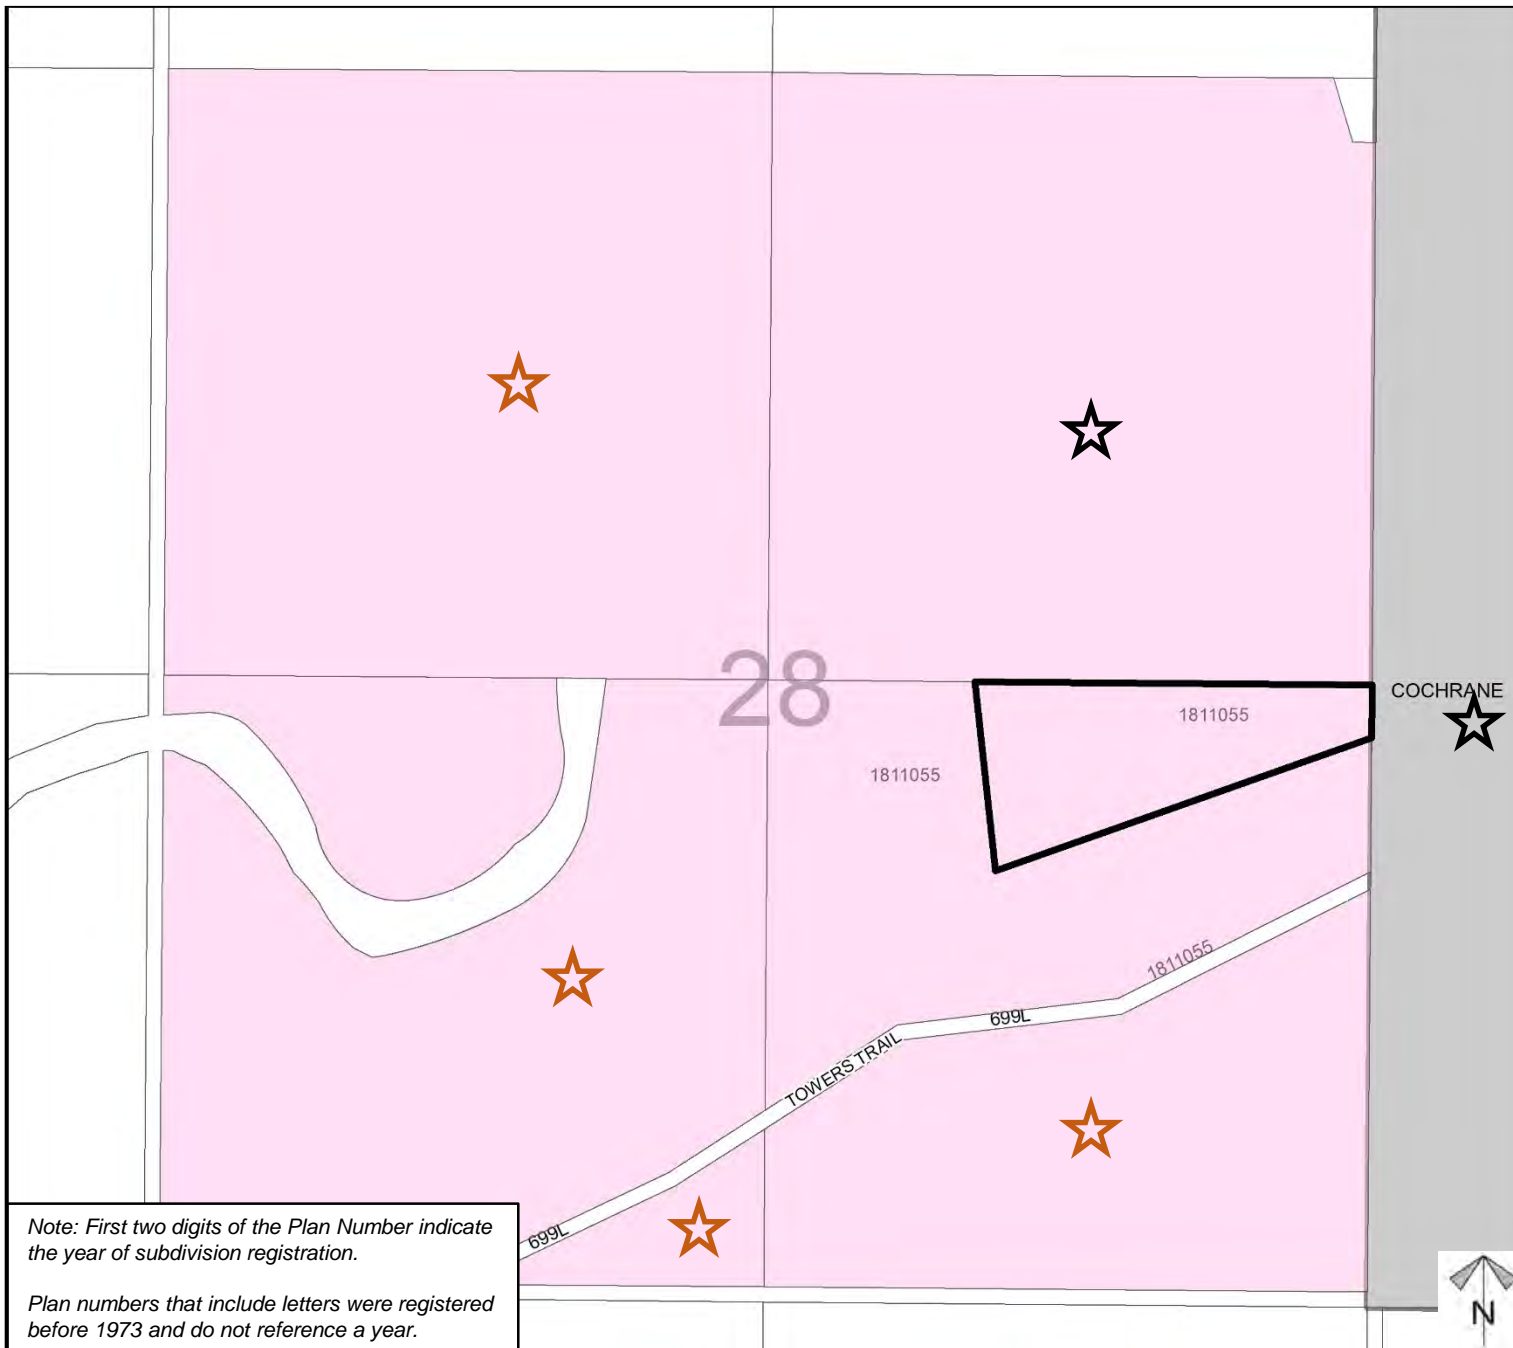 28
COCHRANE
1811055
1811055
1811055
699L
TOWERS TRAIL
699L
Note: First two digits of the Plan Number indicate
the year of subdivision registration.
Plan numbers that include letters were registered
before 1973 and do not reference a year.
N